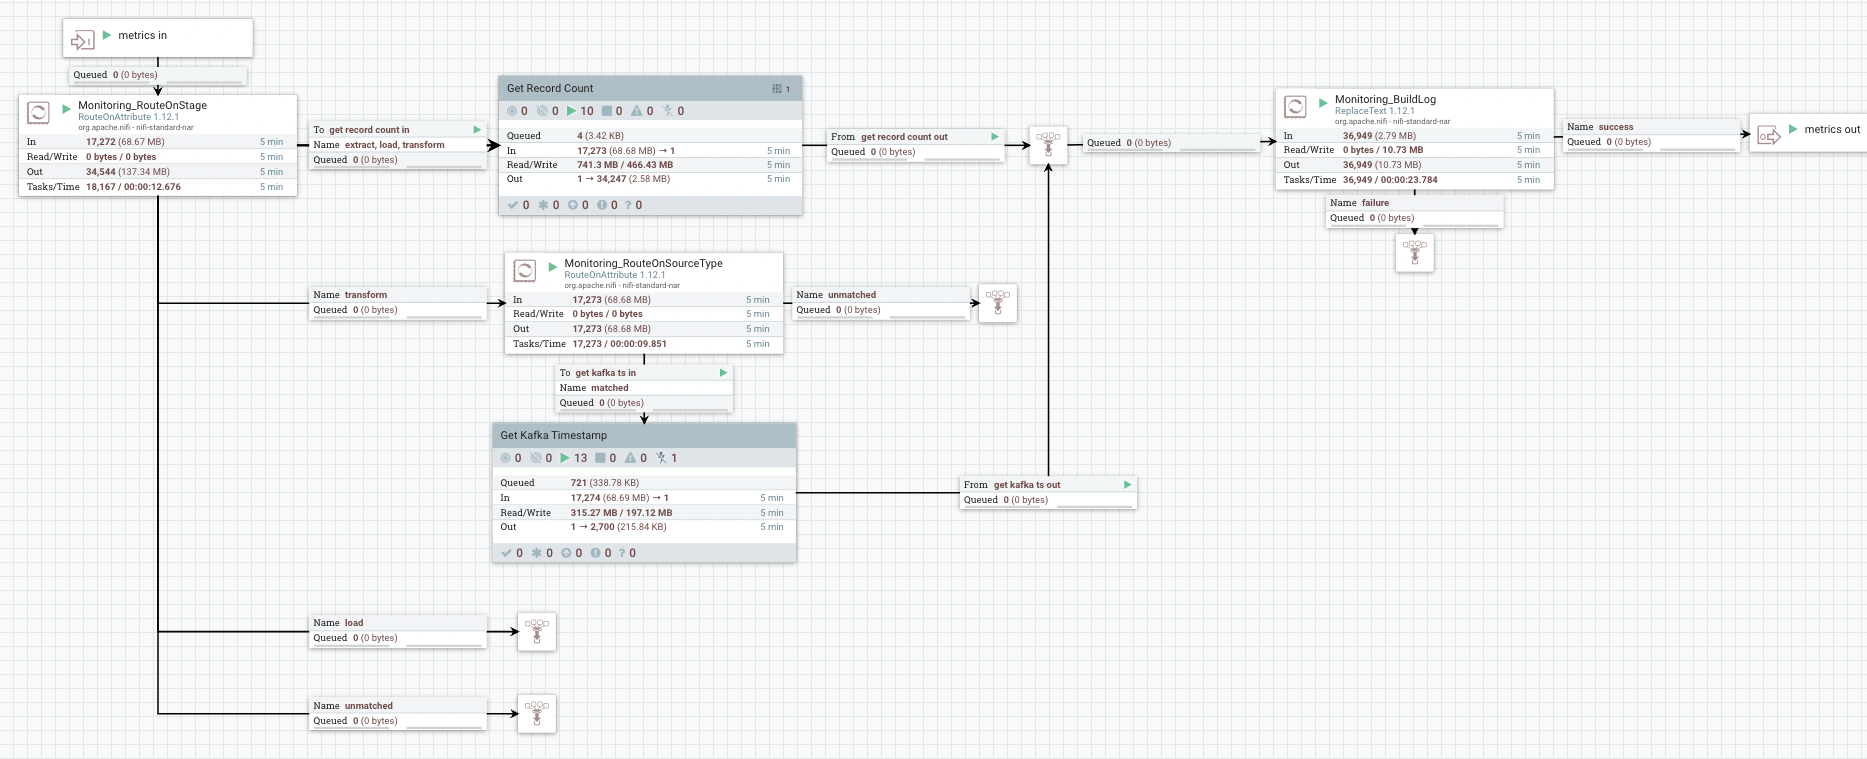 metrics in
Queued 0 (0 bytes)
Monitoring_RouteOnStage
RouteOnAttribute 1.12.1
org.apache.nifi - nifi-standard-nar
In 17,272 (68.67 MB) 5 min
Read/Write 0 bytes / 0 bytes 5 min
Out 34,544 (137.34 MB) 5 min
Tasks/Time 18,167 / 00:00:12.676 5 min
To get record count in
Name extract, load, transform
Queued 0 (0 bytes)
Get Record Count 1
0 0 10 0 0 0
Queued 4 (3.42 KB)
In 17,273 (68.68 MB) → 1 5 min
Read/Write 741.3 MB / 466.43 MB 5 min
Out 1 → 34,247 (2.58 MB) 5 min
0 0 0 0 ? 0
From get record count out
Queued 0 (0 bytes)
Queued 0 (0 bytes)
Monitoring_BuildLog
ReplaceText 1.12.1
org.apache.nifi - nifi-standard-nar
In 36,949 (2.79 MB) 5 min
Read/Write 0 bytes / 10.73 MB 5 min
Out 36,949 (10.73 MB) 5 min
Tasks/Time 36,949 / 00:00:23.784 5 min
Name success
Queued 0 (0 bytes)
metrics out
Name failure
Queued 0 (0 bytes)
Name transform
Queued 0 (0 bytes)
Monitoring_RouteOnSourceType
RouteOnAttribute 1.12.1
org.apache.nifi - nifi-standard-nar
In 17,273 (68.68 MB) 5 min
Read/Write 0 bytes / 0 bytes 5 min
Out 17,273 (68.68 MB) 5 min
Tasks/Time 17,273 / 00:00:09.851 5 min
Name unmatched
Queued 0 (0 bytes)
To get kafka ts in
Name matched
Queued 0 (0 bytes)
Get Kafka Timestamp
0 0 13 0 0 1
Queued 721 (338.78 KB)
In 17,274 (68.69 MB) → 1 5 min
Read/Write 315.27 MB / 197.12 MB 5 min
Out 1 → 2,700 (215.84 KB) 5 min
0 0 0 0 ? 0
From get kafka ts out
Queued 0 (0 bytes)
Name load
Queued 0 (0 bytes)
Name unmatched
Queued 0 (0 bytes)